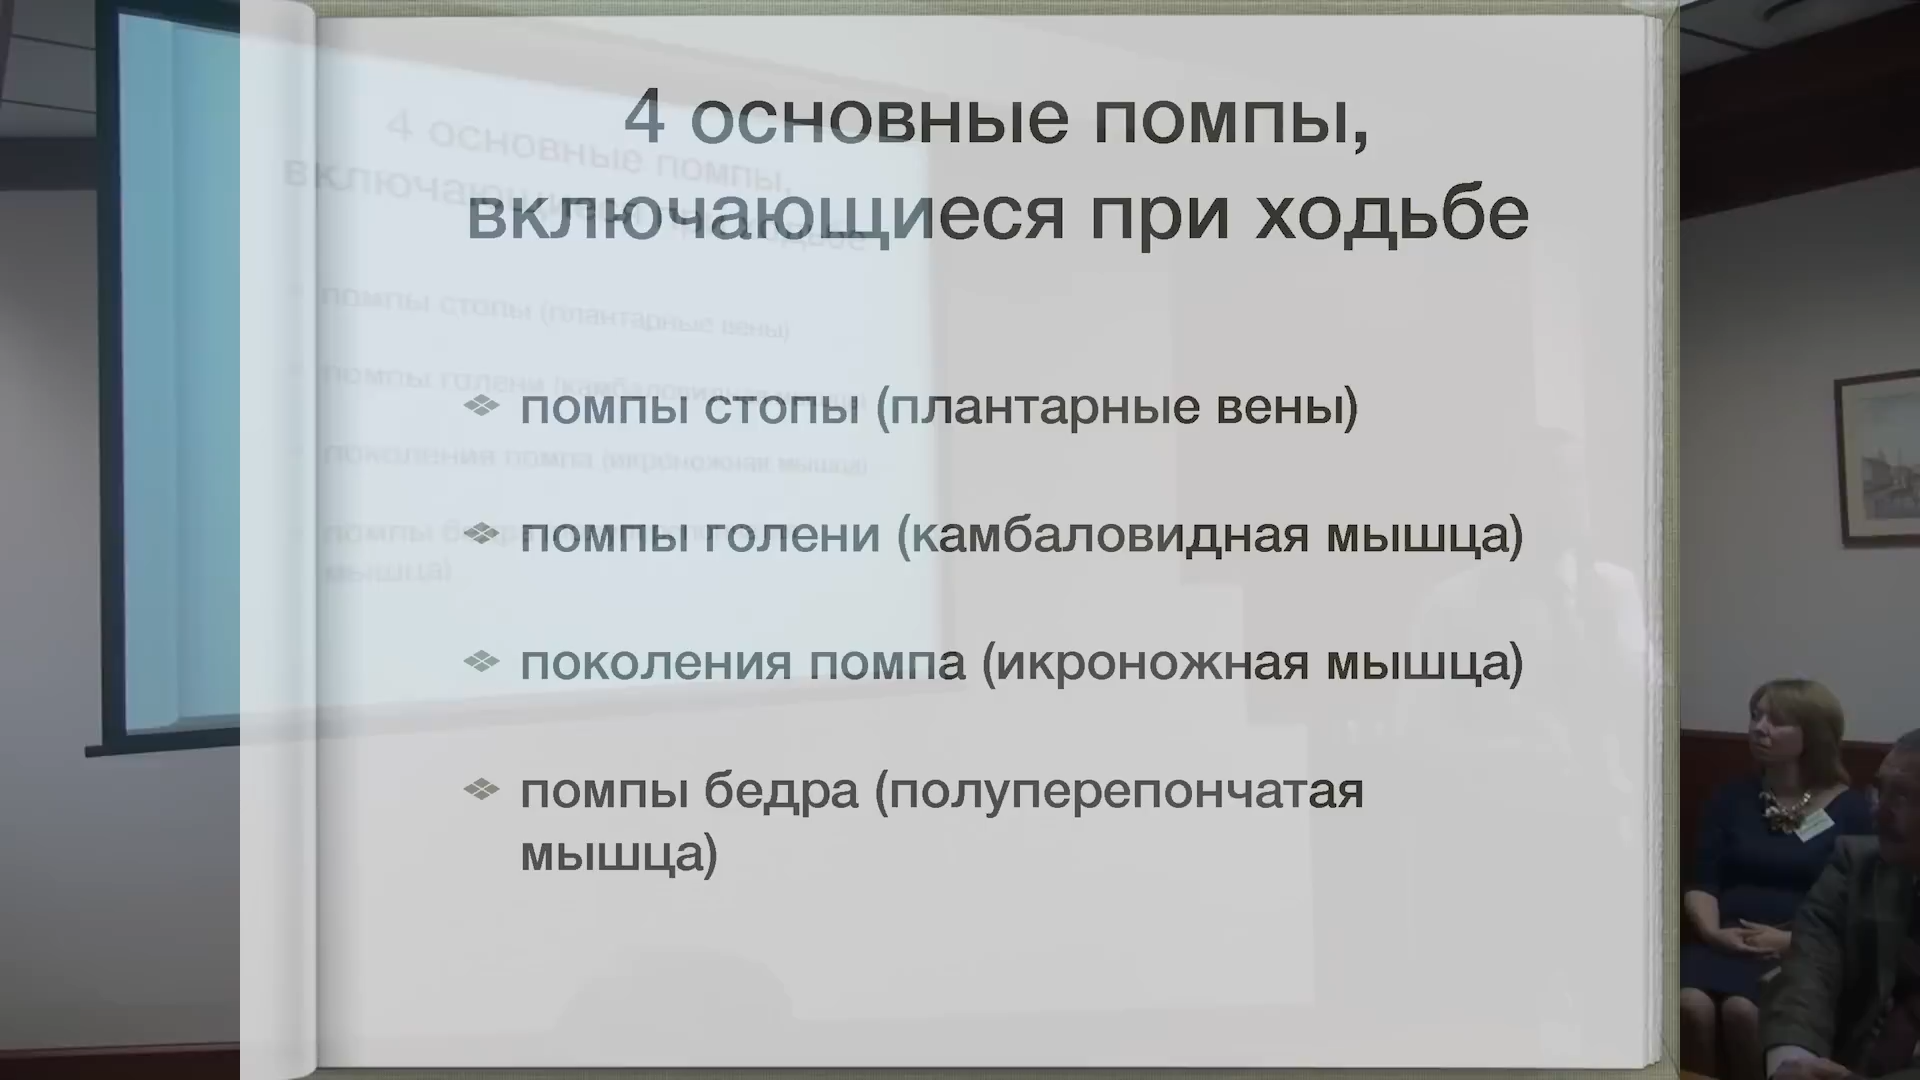 4 основные помпы,
включающиеся при ходьбе
помпы стопы (плантарные вены)
помпы голени (камбаловидная мышца)
поколения помпа (икроножная мышца)
помпы бедра (полуперепончатая
мышца)